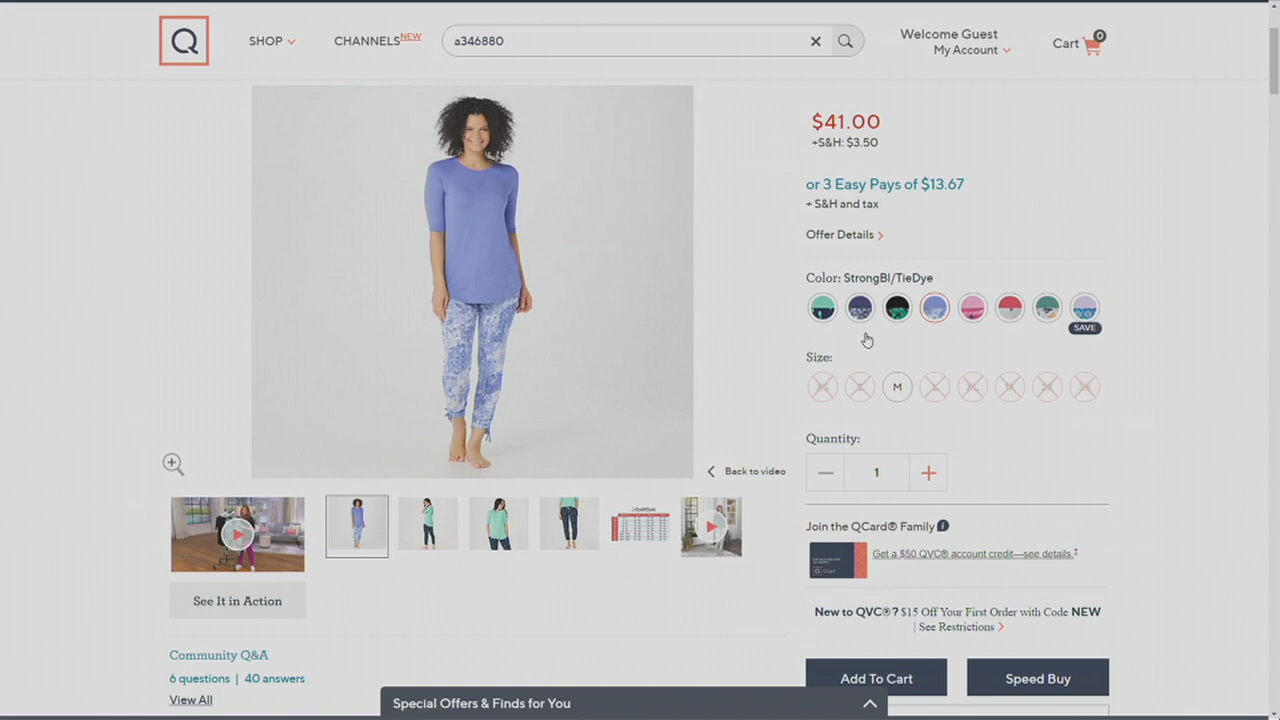 Q
SHOP
CHANNELS NEW
a346880
Welcome Guest
My Account
Cart
0
$41.00
+S&H: $3.50
or 3 Easy Pays of $13.67
+ S&H and tax
Offer Details
Color: StrongBl/TieDye
SAVE
Size:
M
Quantity:
1
Back to video
Join the QCard® Family
Get a $50 QVC® account credit—see details.‡
New to QVC®? $15 Off Your First Order with Code NEW
| See Restrictions
See It in Action
Community Q&A
6 questions | 40 answers
View All
Add To Cart
Speed Buy
Special Offers & Finds for You